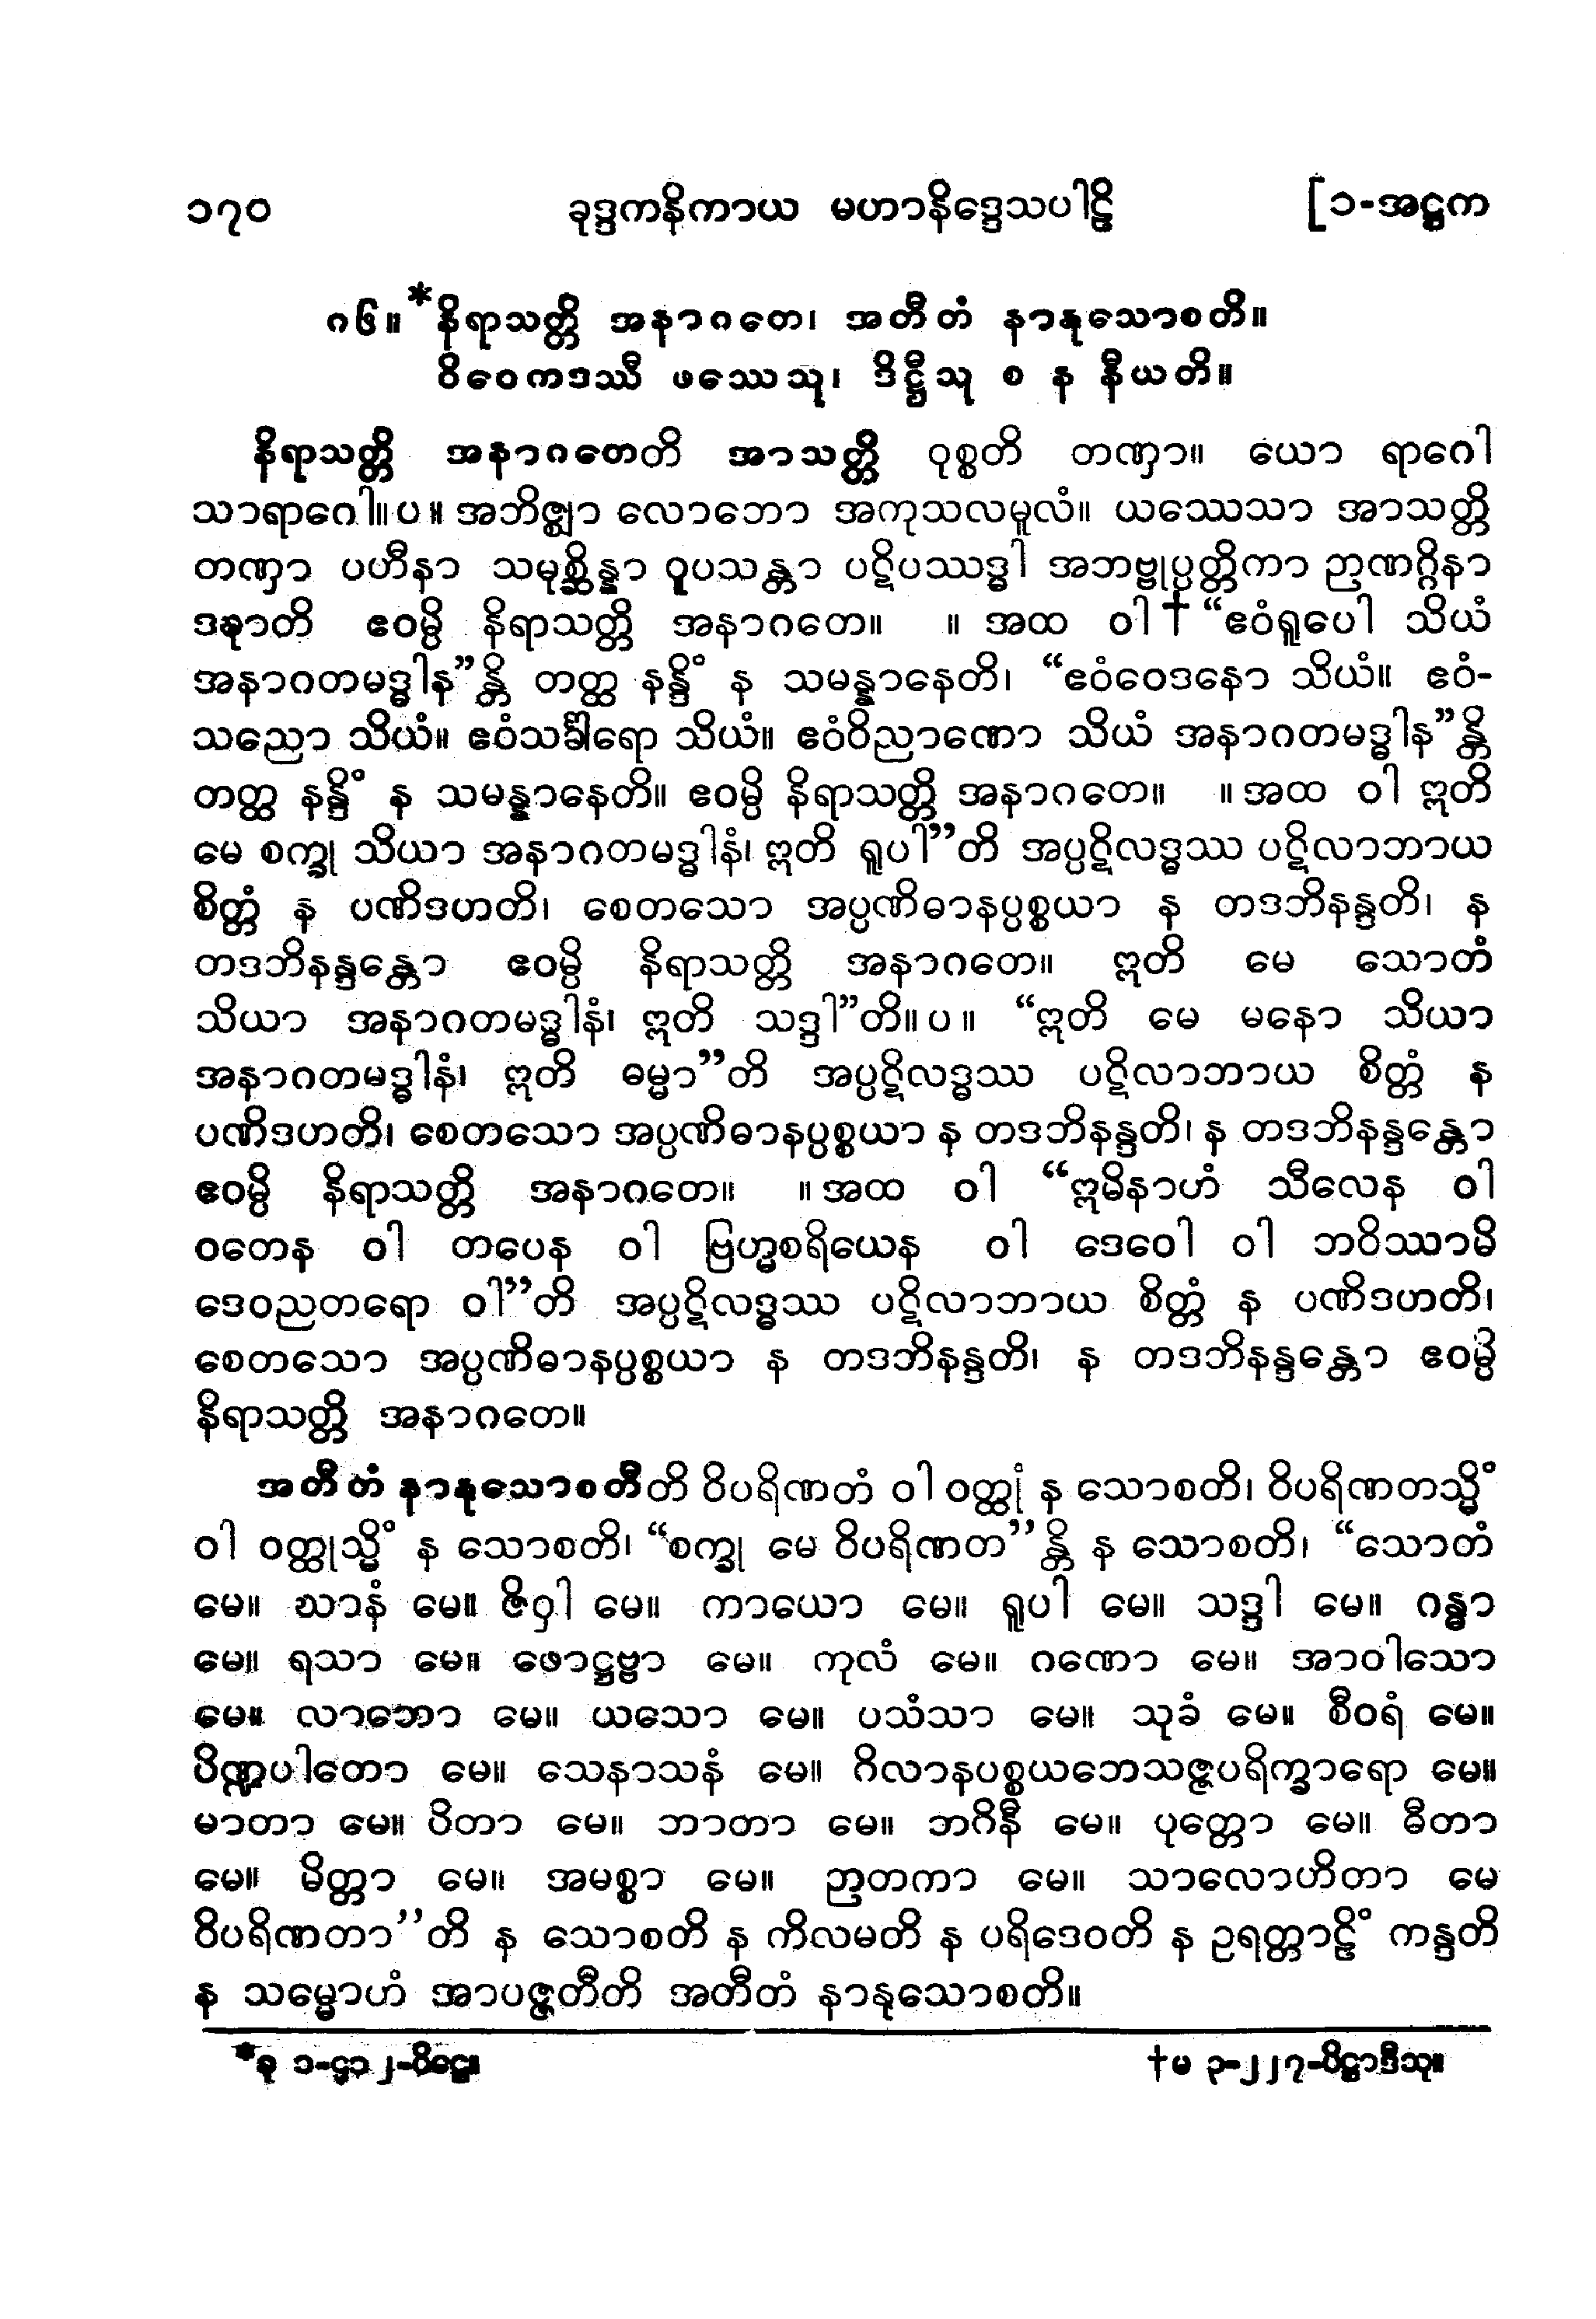 ၁၇၀ ခုဒ္ဒကနိကာယ မဟာနိဒ္ဒေသပါဠိ [၁-အဋ္ဌက
၈၆။ *နိရာသတ္တိ အနာဂတေ၊ အတီတံ နာနုသောစတိ။
ဝိဝေကဒဿီ ဖဿေသု၊ ဒိဋ္ဌီသု စ န နီယတိ။
နိရာသတ္တိ အနာဂတေတိ အာသတ္တိ ဝုစ္စတိ တဏှာ။ ယော ရာဂေါ
သာရာဂေါ။ပ။ အဘိဇ္ဈာ လောဘော အကုသလမူလံ။ ယဿေသာ အာသတ္တိ
တဏှာ ပဟီနာ သမုစ္ဆိန္နာ ဝူပသန္တာ ပဋိပဿဒ္ဓါ အဘဗ္ဗုပ္ပတ္တိကာ ဉာဏဂ္ဂိနာ
ဒဍ္ဎာတိ ဧဝမ္ပိ နိရာသတ္တိ အနာဂတေ။ ။ အထ ဝါ † “ဧဝံရူပေါ သိယံ
အနာဂတမဒ္ဓါန”န္တိ တတ္ထ နန္ဒိံ န သမန္နာနေတိ၊ “ဧဝံဝေဒနော သိယံ။ ဧဝံ-
သညော သိယံ။ ဧဝံသင်္ခါရော သိယံ။ ဧဝံဝိညာဏော သိယံ အနာဂတမဒ္ဓါန”န္တိ
တတ္ထ နန္ဒိံ န သမန္နာနေတိ။ ဧဝမ္ပိ နိရာသတ္တိ အနာဂတေ။ ။အထ ဝါ ဣတိ
မေ စက္ခု သိယာ အနာဂတမဒ္ဓါနံ၊ ဣတိ ရူပါ”တိ အပ္ပဋိလဒ္ဓဿ ပဋိလာဘာယ
စိတ္တံ န ပဏိဒဟတိ၊ စေတသော အပ္ပဏိဓာနပ္ပစ္စယာ န တဒဘိနန္ဒတိ၊ န
တဒဘိနန္ဒန္တော ဧဝမ္ပိ နိရာသတ္တိ အနာဂတေ။ ဣတိ မေ သောတံ
သိယာ အနာဂတမဒ္ဓါနံ၊ ဣတိ သဒ္ဒါ”တိ။ပ။ “ဣတိ မေ မနော သိယာ
အနာဂတမဒ္ဓါနံ၊ ဣတိ ဓမ္မာ”တိ အပ္ပဋိလဒ္ဓဿ ပဋိလာဘာယ စိတ္တံ န
ပဏိဒဟတိ၊ စေတသော အပ္ပဏိဓာနပ္ပစ္စယာ န တဒဘိနန္ဒတိ၊ န တဒဘိနန္ဒန္တော
ဧဝမ္ပိ နိရာသတ္တိ အနာဂတေ။ ။အထ ဝါ “ဣမိနာဟံ သီလေန ဝါ
ဝတေန ဝါ တပေန ဝါ ဗြဟ္မစရိယေန ဝါ ဒေဝေါ ဝါ ဘဝိဿာမိ
ဒေဝညတရော ဝါ”တိ အပ္ပဋိလဒ္ဓဿ ပဋိလာဘာယ စိတ္တံ န ပဏိဒဟတိ၊
စေတသော အပ္ပဏိဓာနပ္ပစ္စယာ န တဒဘိနန္ဒတိ၊ န တဒဘိနန္ဒန္တော ဧဝမ္ပိ
နိရာသတ္တိ အနာဂတေ။
အတီတံ နာနုသောစတီတိ ဝိပရိဏတံ ဝါ ဝတ္ထုံ န သောစတိ၊ ဝိပရိဏတသ္မိံ
ဝါ ဝတ္ထုသ္မိံ န သောစတိ၊ “စက္ခု မေ ဝိပရိဏတ”န္တိ န သောစတိ၊ “သောတံ
မေ။ ဃာနံ မေ။ ဇိဝှါ မေ။ ကာယော မေ။ ရူပါ မေ။ သဒ္ဒါ မေ။ ဂန္ဓာ
မေ။ ရသာ မေ။ ဖောဋ္ဌဗ္ဗာ မေ။ ကုလံ မေ။ ဂဏော မေ။ အာဝါသော
မေ။ လာဘော မေ။ ယသော မေ။ ပသံသာ မေ။ သုခံ မေ။ စီဝရံ မေ။
ပိဏ္ဍပါတော မေ။ သေနာသနံ မေ။ ဂိလာနပစ္စယဘေသဇ္ဇပရိက္ခာရော မေ။
မာတာ မေ။ ပိတာ မေ။ ဘာတာ မေ။ ဘဂိနီ မေ။ ပုတ္တော မေ။ ဓီတာ
မေ။ မိတ္တာ မေ။ အမစ္စာ မေ။ ဉာတကာ မေ။ သာလောဟိတာ မေ
ဝိပရိဏတာ”တိ န သောစတိ န ကိလမတိ န ပရိဒေဝတိ န ဥရတ္တာဠိံ ကန္ဒတိ
န သမ္မောဟံ အာပဇ္ဇတီတိ အတီတံ နာနုသောစတိ။
*ခု ၁-ဋ္ဌ၁၂-ပိဋ္ဌေ။ †မ ၃-၂၂၇-ပိဋ္ဌာဒီသု။